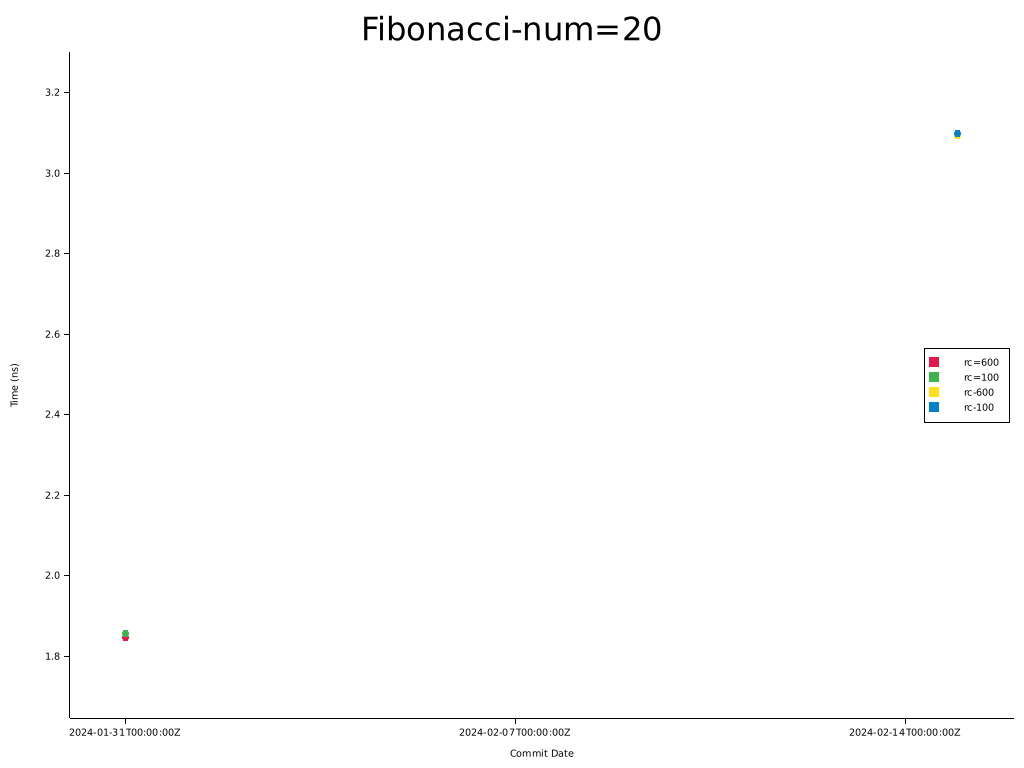 Fibonacci-num=20
3.2
3.0
2.8
2.6
2.4
2.2
2.0
1.8
Time (ns)
rc=600
rc=100
rc-600
rc-100
2024-01-31T00:00:00Z
2024-02-07T00:00:00Z
2024-02-14T00:00:00Z
Commit Date